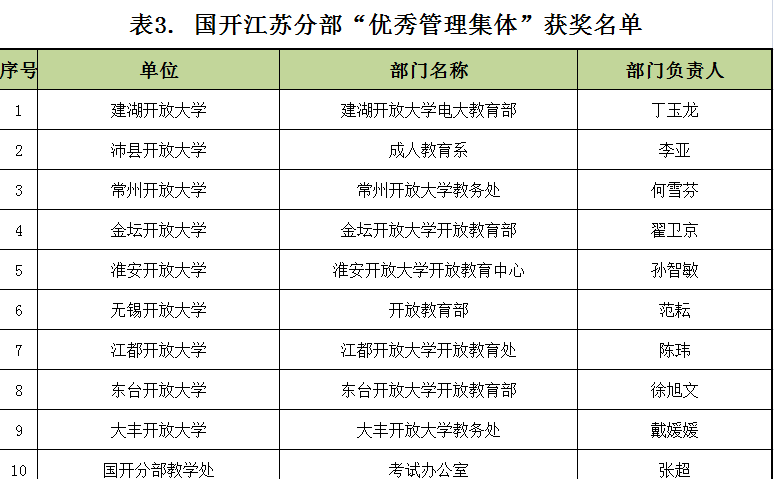 表3. 国开江苏分部“优秀管理集体”获奖名单
序号 单位 部门名称 部门负责人
1 建湖开放大学 建湖开放大学电大教育部 丁玉龙
2 沛县开放大学 成人教育系 李亚
3 常州开放大学 常州开放大学教务处 何雪芬
4 金坛开放大学 金坛开放大学开放教育部 翟卫京
5 淮安开放大学 淮安开放大学开放教育中心 孙智敏
6 无锡开放大学 开放教育部 范耘
7 江都开放大学 江都开放大学开放教育处 陈玮
8 东台开放大学 东台开放大学开放教育部 徐旭文
9 大丰开放大学 大丰开放大学教务处 戴媛媛
10 国开分部教学处 考试办公室 张超